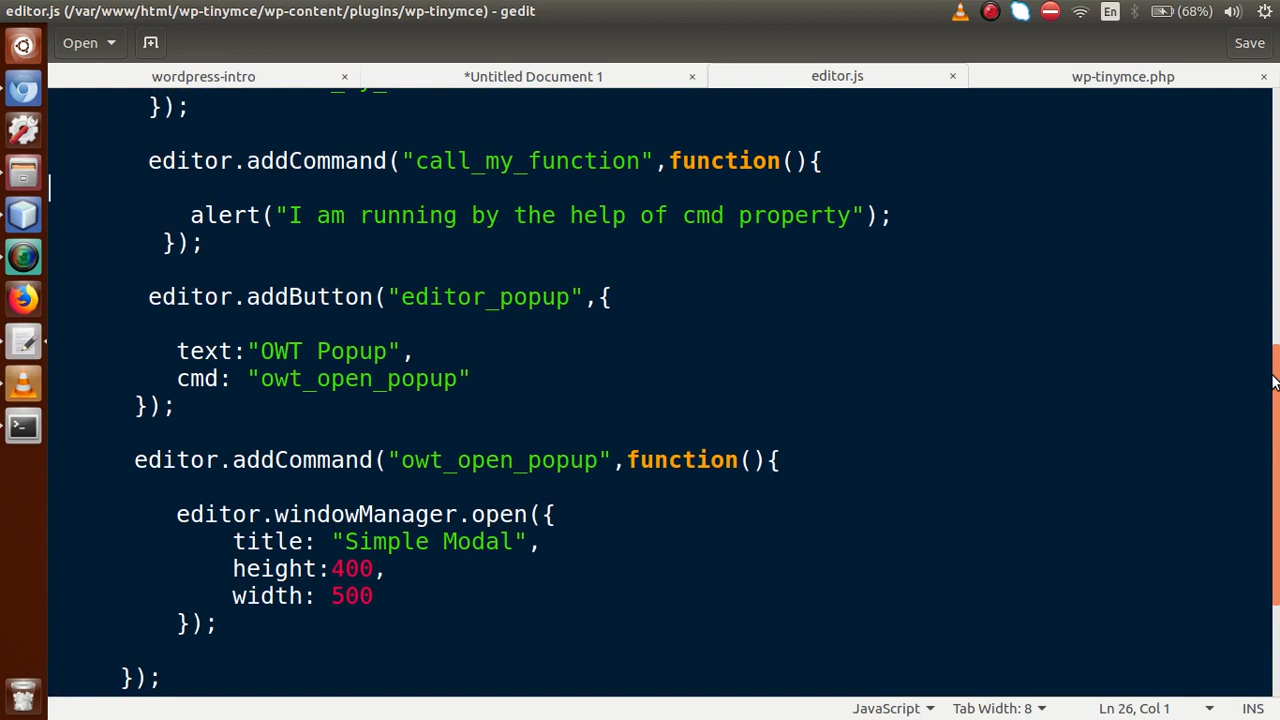 editor.js (/var/www/html/wp-tinymce/wp-content/plugins/wp-tinymce) - gedit
En
(68%)
Open
Save
wordpress-intro ×
*Untitled Document 1 ×
editor.js ×
wp-tinymce.php ×
});
editor.addCommand("call_my_function",function(){
alert("I am running by the help of cmd property");
});
editor.addButton("editor_popup",{
text:"OWT Popup",
cmd: "owt_open_popup"
});
editor.addCommand("owt_open_popup",function(){
editor.windowManager.open({
title: "Simple Modal",
height:400,
width: 500
});
});
JavaScript
Tab Width: 8
Ln 26, Col 1
INS